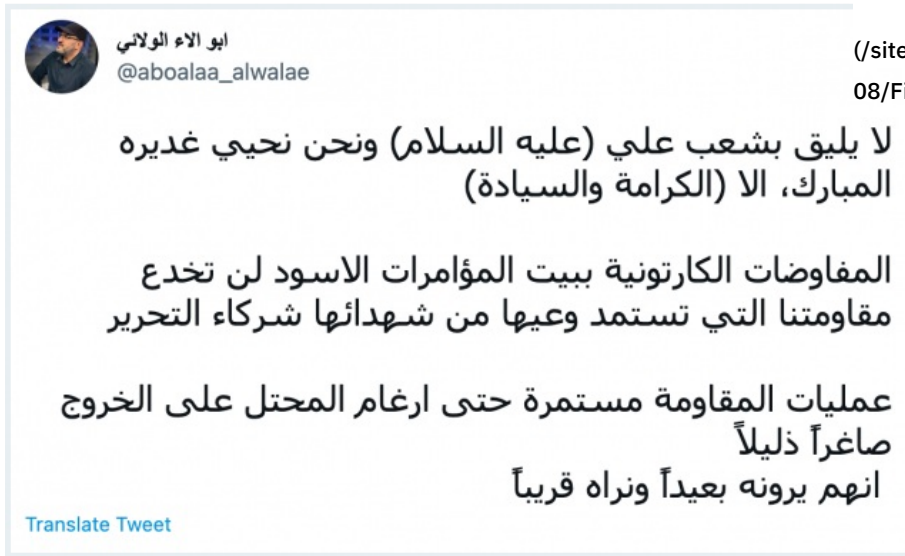 ابو الاء الولائي
@aboalaa_alwalae
(/site
08/Fi
لا يليق بشعب علي (عليه السلام) ونحن نحيي غديره
المبارك، الا (الكرامة والسيادة)
المفاوضات الكارتونية ببيت المؤامرات الاسود لن تخدع
مقاومتنا التي تستمد وعيها من شهدائها شركاء التحرير
عمليات المقاومة مستمرة حتى ارغام المحتل على الخروج
صاغراً ذليلاً
انهم يرونه بعيداً ونراه قريباً
Translate Tweet